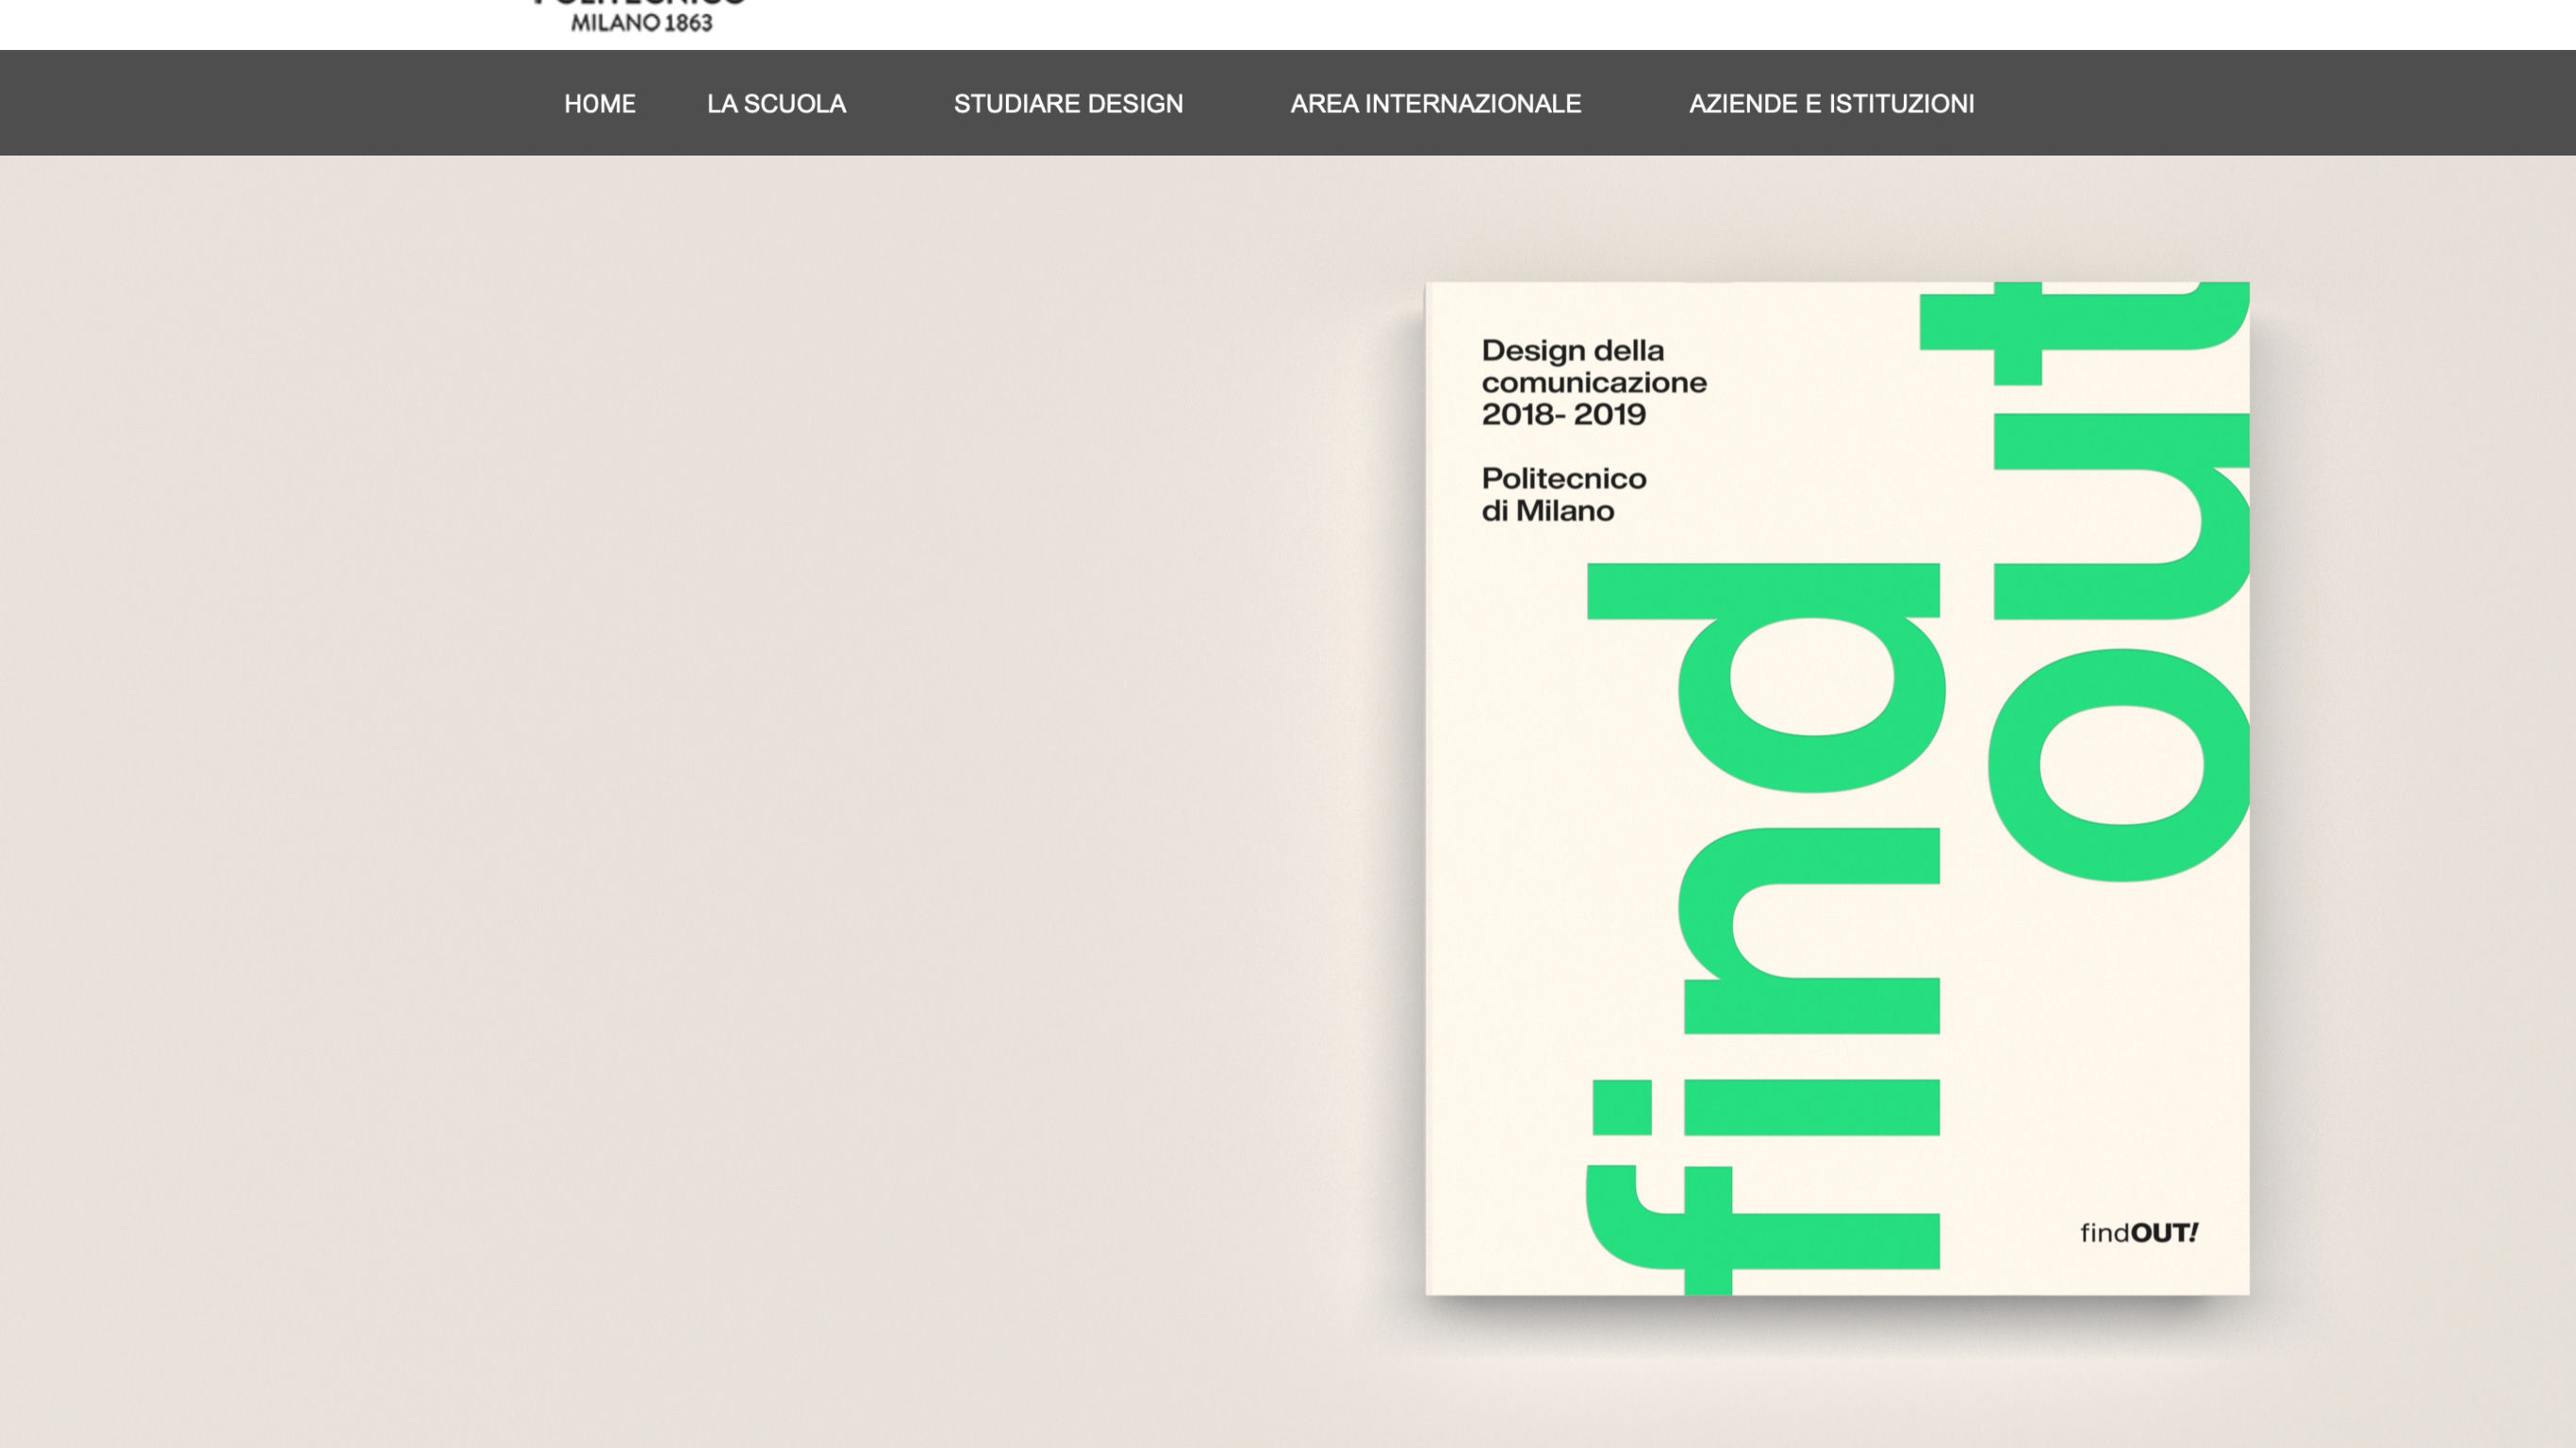 POLITECNICO
MILANO 1863
HOME LA SCUOLA STUDIARE DESIGN AREA INTERNAZIONALE AZIENDE E ISTITUZIONI
Design della
comunicazione
2018- 2019
Politecnico
di Milano
find
out
findOUT!